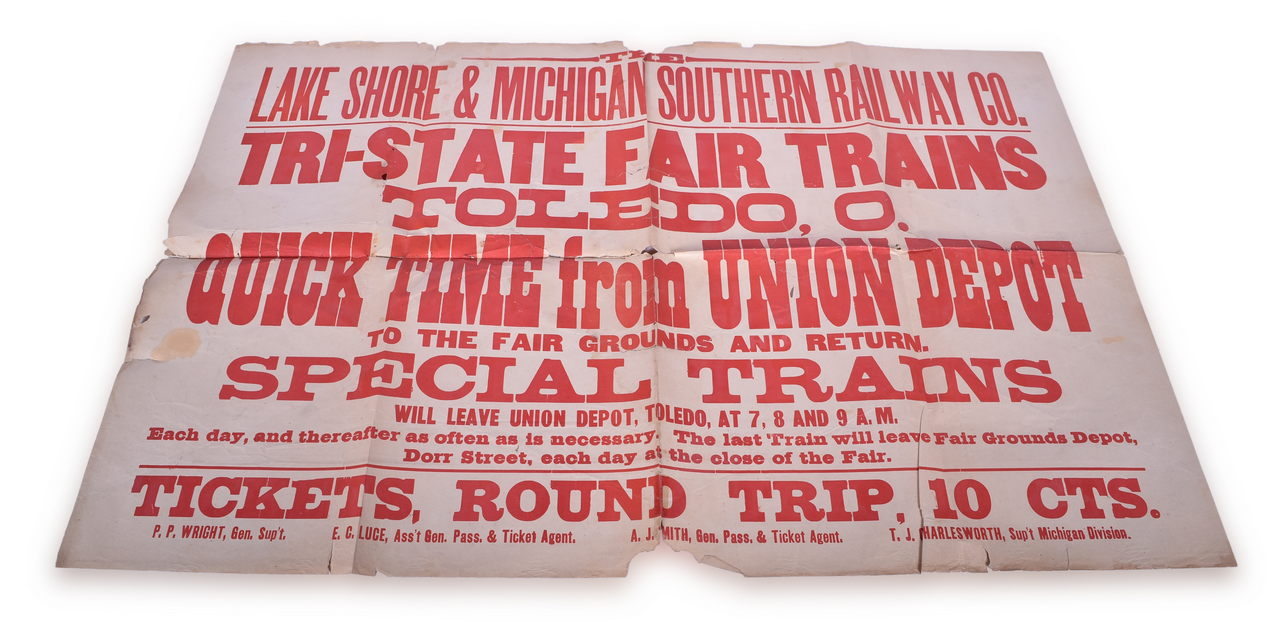 THE
LAKE SHORE & MICHIGAN SOUTHERN RAILWAY CO.
TRI-STATE FAIR TRAINS
TOLEDO, O.
QUICK TIME from UNION DEPOT
TO THE FAIR GROUNDS AND RETURN.
SPECIAL TRAINS
WILL LEAVE UNION DEPOT, TOLEDO, AT 7, 8 AND 9 A.M.
Each day, and thereafter as often as is necessary. The last Train will leave Fair Grounds Depot,
Dorr Street, each day at the close of the Fair.
TICKETS, ROUND TRIP, 10 CTS.
P. P. WRIGHT, Gen. Sup't. E. C. LUCE, Ass't Gen. Pass. & Ticket Agent. A. J. SMITH, Gen. Pass. & Ticket Agent. T. J. CHARLESWORTH, Sup't Michigan Division.